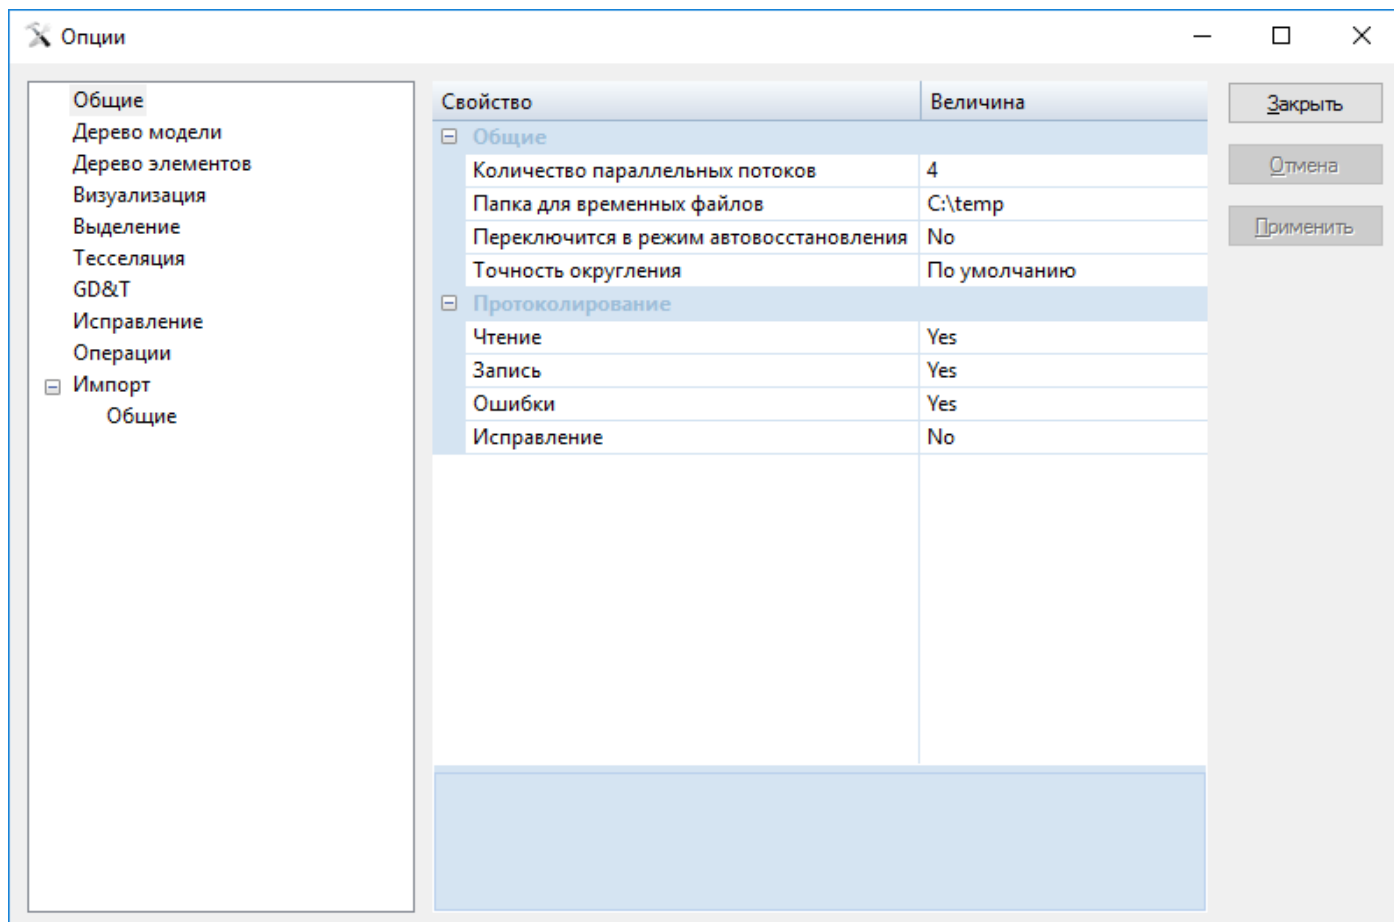 Опции
Общие
Дерево модели
Дерево элементов
Визуализация
Выделение
Тесселяция
GD&T
Исправление
Операции
Импорт
Общие
Свойство Величина
Общие
Количество параллельных потоков 4
Папка для временных файлов C:\temp
Переключится в режим автовосстановления No
Точность округления По умолчанию
Протоколирование
Чтение Yes
Запись Yes
Ошибки Yes
Исправление No
Закрыть
Отмена
Применить